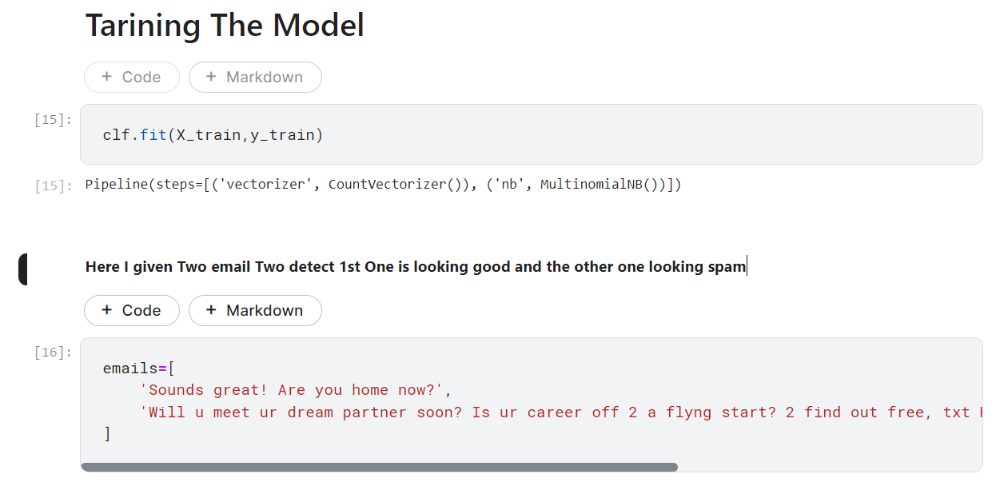 Tarining The Model
+ Code + Markdown
[15]: clf.fit(X_train,y_train)
[15]: Pipeline(steps=[('vectorizer', CountVectorizer()), ('nb', MultinomialNB())])
Here I given Two email Two detect 1st One is looking good and the other one looking spam
+ Code + Markdown
[16]: emails=[
'Sounds great! Are you home now?',
'Will u meet ur dream partner soon? Is ur career off 2 a flyng start? 2 find out free, txt
]